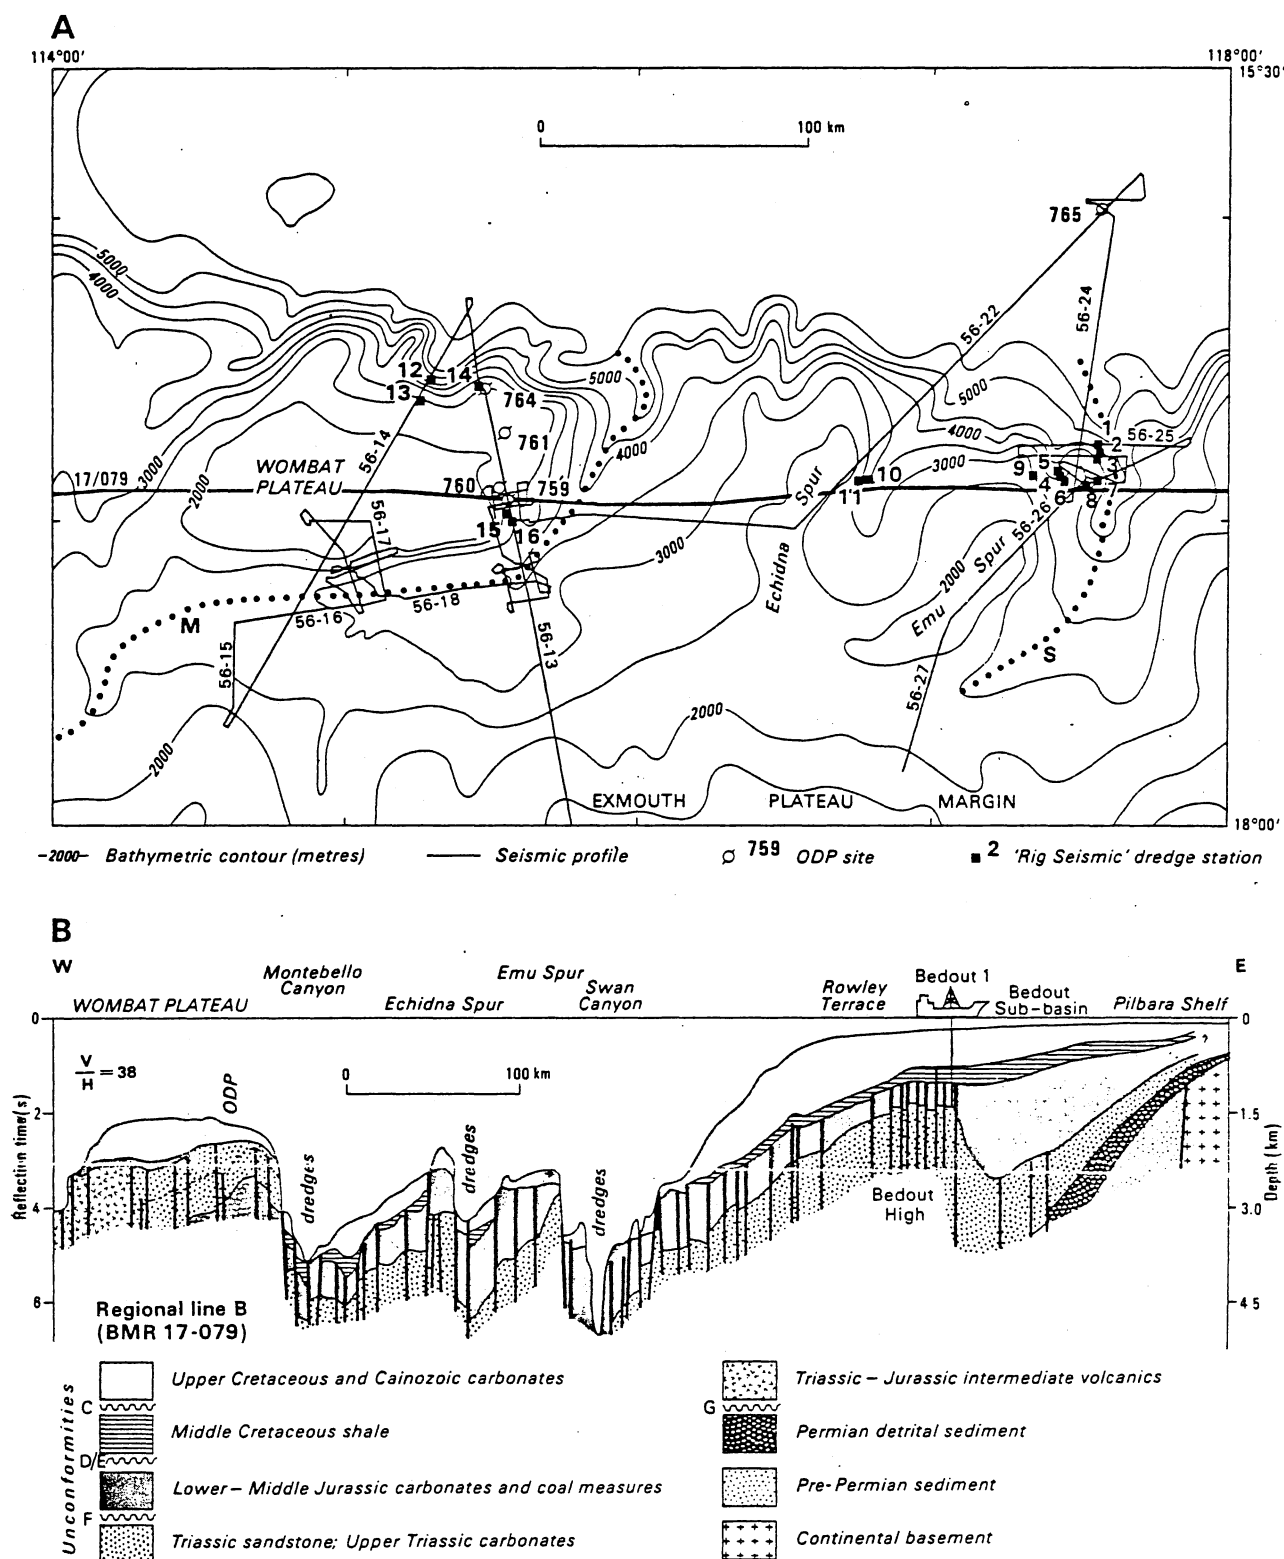 A
114°00'
118°00'
15°30'
0 100 km
765
5000
4000
56-22
56-24
12
14
13
764
5000
5000
761
4000
4000
1
2
56-25
56-14
3000
WOMBAT
PLATEAU
17/079
3000
2000
760
759
Spur
10
11
9
5
3
4
6
7
8
15
16
56-17
56-26
3000
Echidna
2000
Spur
Emu
56-18
56-16
M
56-15
56-13
S
56-27
2000
2000
EXMOUTH PLATEAU MARGIN
18°00'
-2000- Bathymetric contour (metres)
Seismic profile
759 ODP site
2 'Rig Seismic' dredge station
B
W
E
Montebello
Canyon
Emu Spur
Swan
Canyon
WOMBAT PLATEAU
Echidna Spur
Rowley
Terrace
Bedout 1
Bedout
Sub-basin
Pilbara Shelf
0
0
V/H = 38
ODP
0 100 km
?
2
1.5
dredges
dredges
dredges
Reflection time(s)
Depth (km)
4
3.0
Bedout
High
6
4 5
Regional line B
(BMR 17-079)
Unconformities
Upper Cretaceous and Cainozoic carbonates
C
Middle Cretaceous shale
D/E
Lower – Middle Jurassic carbonates and coal measures
F
Triassic sandstone; Upper Triassic carbonates
Triassic – Jurassic intermediate volcanics
G
Permian detrital sediment
Pre-Permian sediment
Continental basement